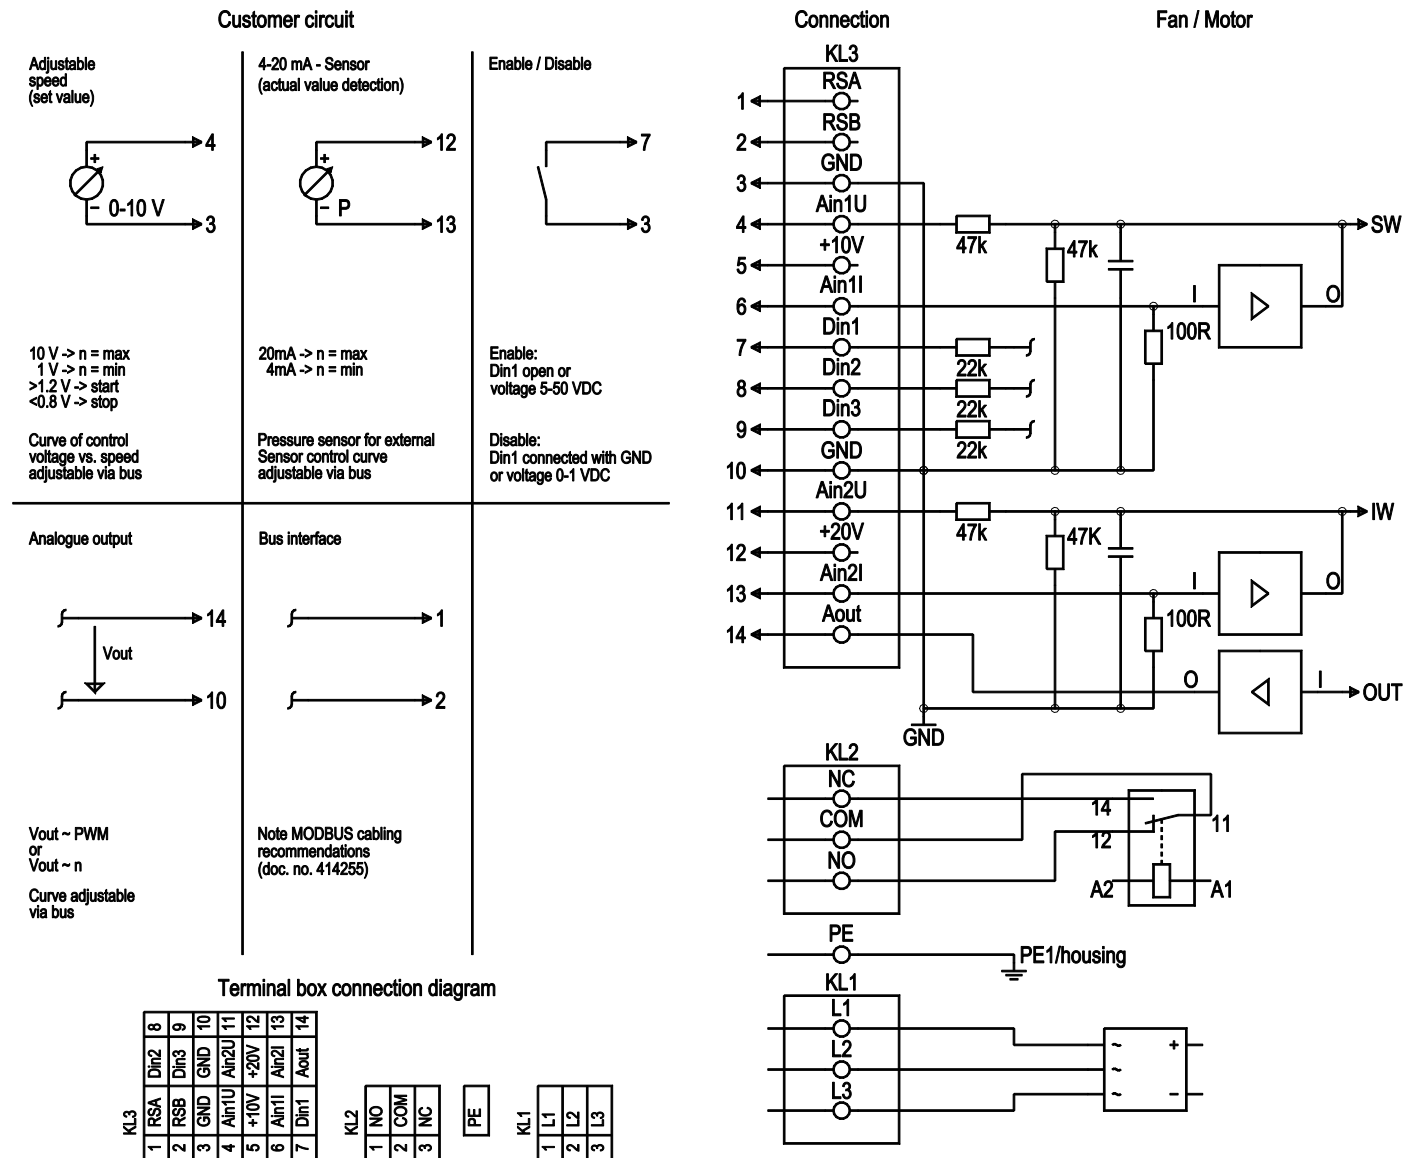 Customer circuit
Connection
Fan / Motor
Adjustable
speed
(set value)
+
− 0-10 V
4
3
10 V -> n = max
1 V -> n = min
>1.2 V -> start
<0.8 V -> stop
Curve of control
voltage vs. speed
adjustable via bus
4-20 mA - Sensor
(actual value detection)
+
− P
12
13
20mA -> n = max
4mA -> n = min
Pressure sensor for external
Sensor control curve
adjustable via bus
Enable / Disable
7
3
Enable:
Din1 open or
voltage 5-50 VDC
Disable:
Din1 connected with GND
or voltage 0-1 VDC
Analogue output
14
Vout
10
Vout ~ PWM
or
Vout ~ n
Curve adjustable
via bus
Bus interface
1
2
Note MODBUS cabling
recommendations
(doc. no. 414255)
KL3
1 RSA
2 RSB
3 GND
4 Ain1U 47k 47k SW
5 +10V
6 Ain1I I O 100R
7 Din1 22k
8 Din2 22k
9 Din3 22k
10 GND
11 Ain2U 47k 47K IW
12 +20V
13 Ain2I I O 100R
14 Aout O I OUT
GND
KL2
NC 14
COM 11
NO 12
A2 A1
PE PE1/housing
KL1
L1 ~ +
L2 ~
L3 ~ −
Terminal box connection diagram
KL3
1 RSA Din2 8
2 RSB Din3 9
3 GND GND 10
4 Ain1U Ain2U 11
5 +10V +20V 12
6 Ain1I Ain2I 13
7 Din1 Aout 14
KL2
1 NO
2 COM
3 NC
PE
KL1
1 L1
2 L2
3 L3